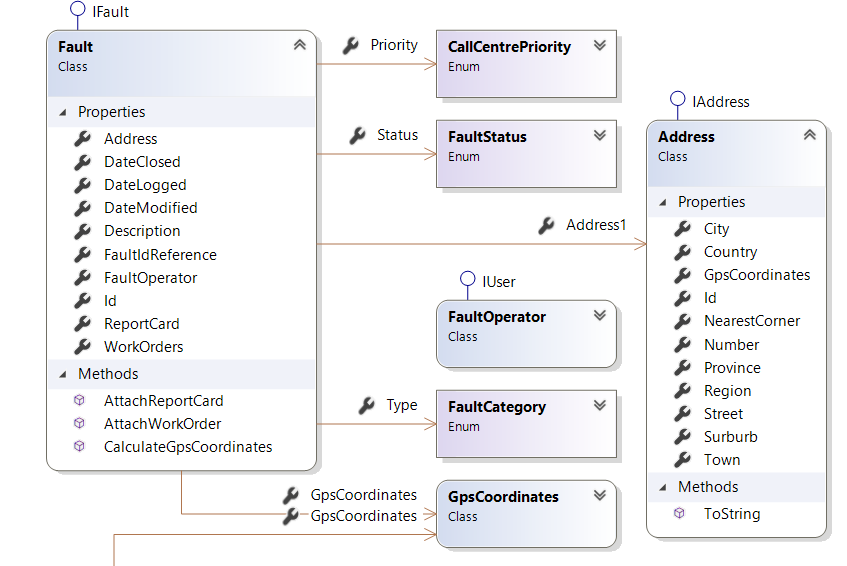 IFault
Fault
Class
Properties
Address
DateClosed
DateLogged
DateModified
Description
FaultIdReference
FaultOperator
Id
ReportCard
WorkOrders
Methods
AttachReportCard
AttachWorkOrder
CalculateGpsCoordinates
Priority
CallCentrePriority
Enum
Status
FaultStatus
Enum
Address1
IUser
FaultOperator
Class
Type
FaultCategory
Enum
GpsCoordinates
GpsCoordinates
GpsCoordinates
Class
IAddress
Address
Class
Properties
City
Country
GpsCoordinates
Id
NearestCorner
Number
Province
Region
Street
Surburb
Town
Methods
ToString